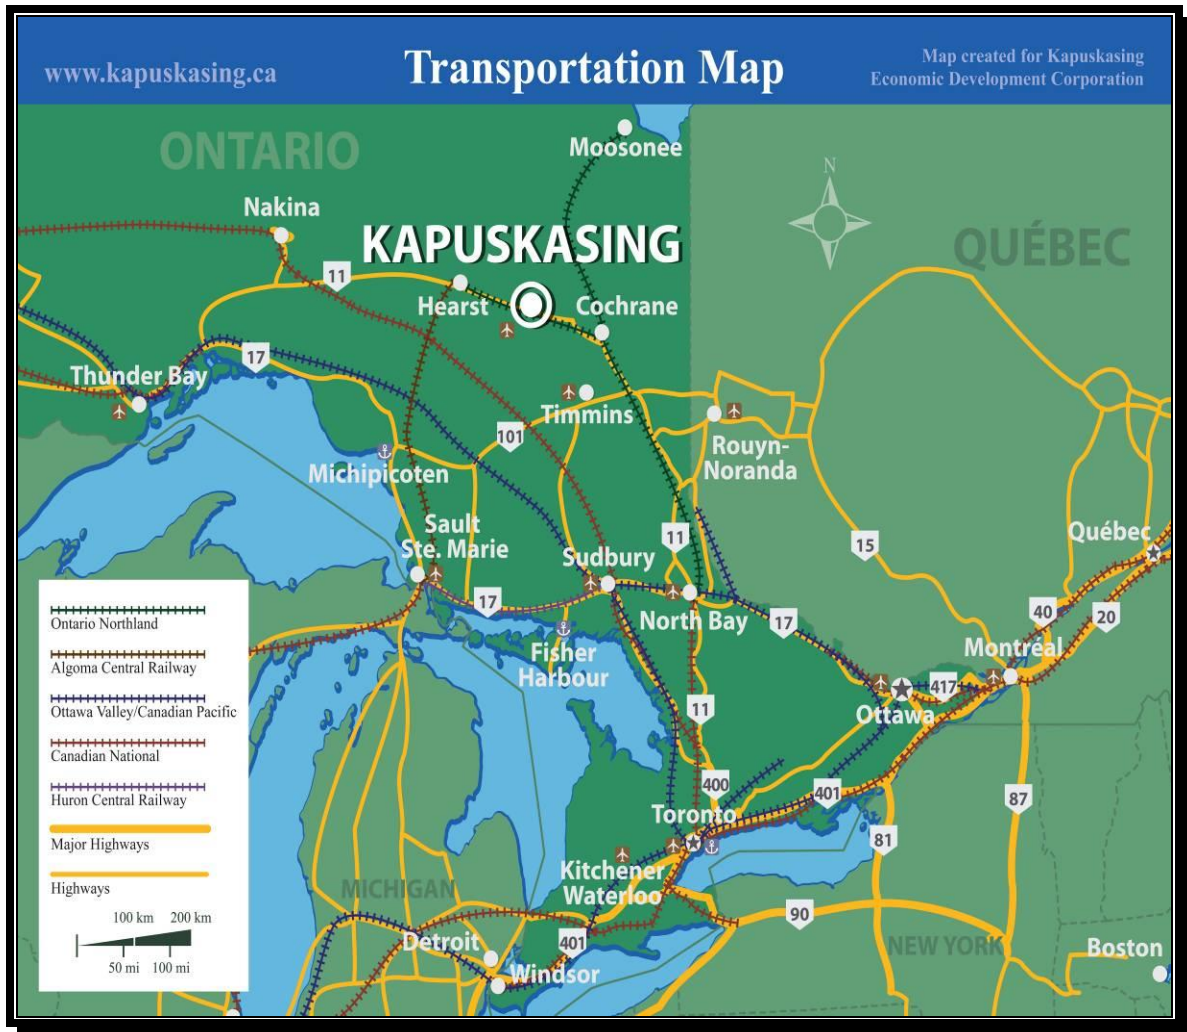 www.kapuskasing.ca
Transportation Map
Map created for Kapuskasing
Economic Development Corporation
ONTARIO
Moosonee
N
Nakina
KAPUSKASING
QUÉBEC
11
Hearst
Cochrane
17
Thunder Bay
Timmins
101
Rouyn-
Noranda
Michipicoten
Sault
Ste. Marie
11
15
Québec
Sudbury
17
North Bay
17
40
20
Fisher
Harbour
Montréal
417
Ottawa
11
400
401
87
Toronto
81
Kitchener
Waterloo
MICHIGAN
90
401
Detroit
NEW YORK
Boston
Windsor
Ontario Northland
Algoma Central Railway
Ottawa Valley/Canadian Pacific
Canadian National
Huron Central Railway
Major Highways
Highways
100 km 200 km
50 mi 100 mi